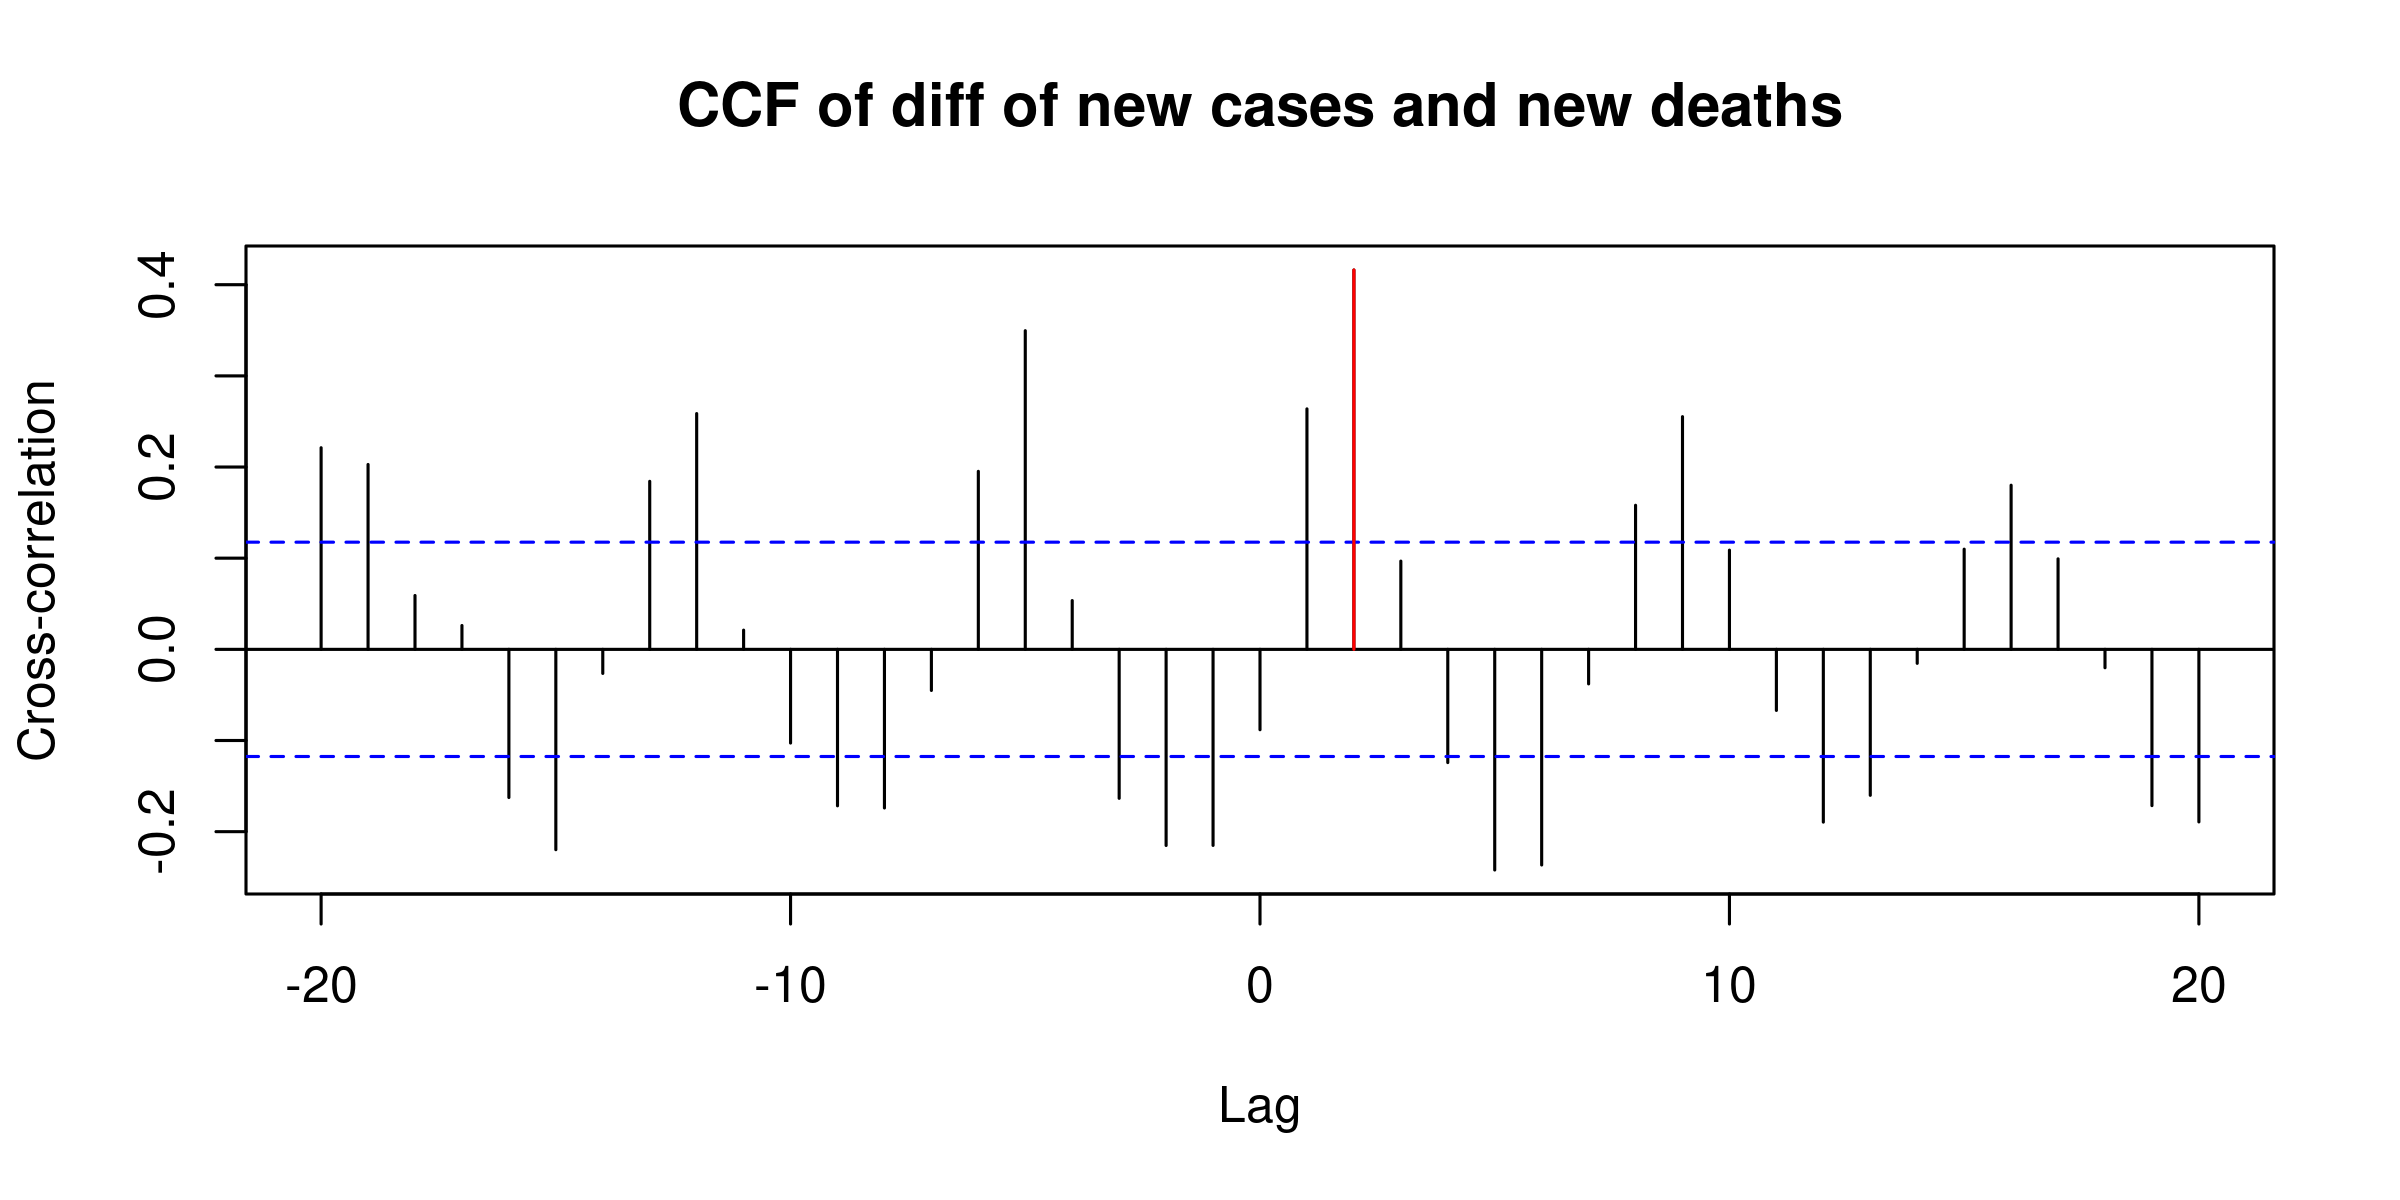 CCF of diff of new cases and new deaths
Cross-correlation
0.4
0.2
0.0
-0.2
-20 -10 0 10 20
Lag